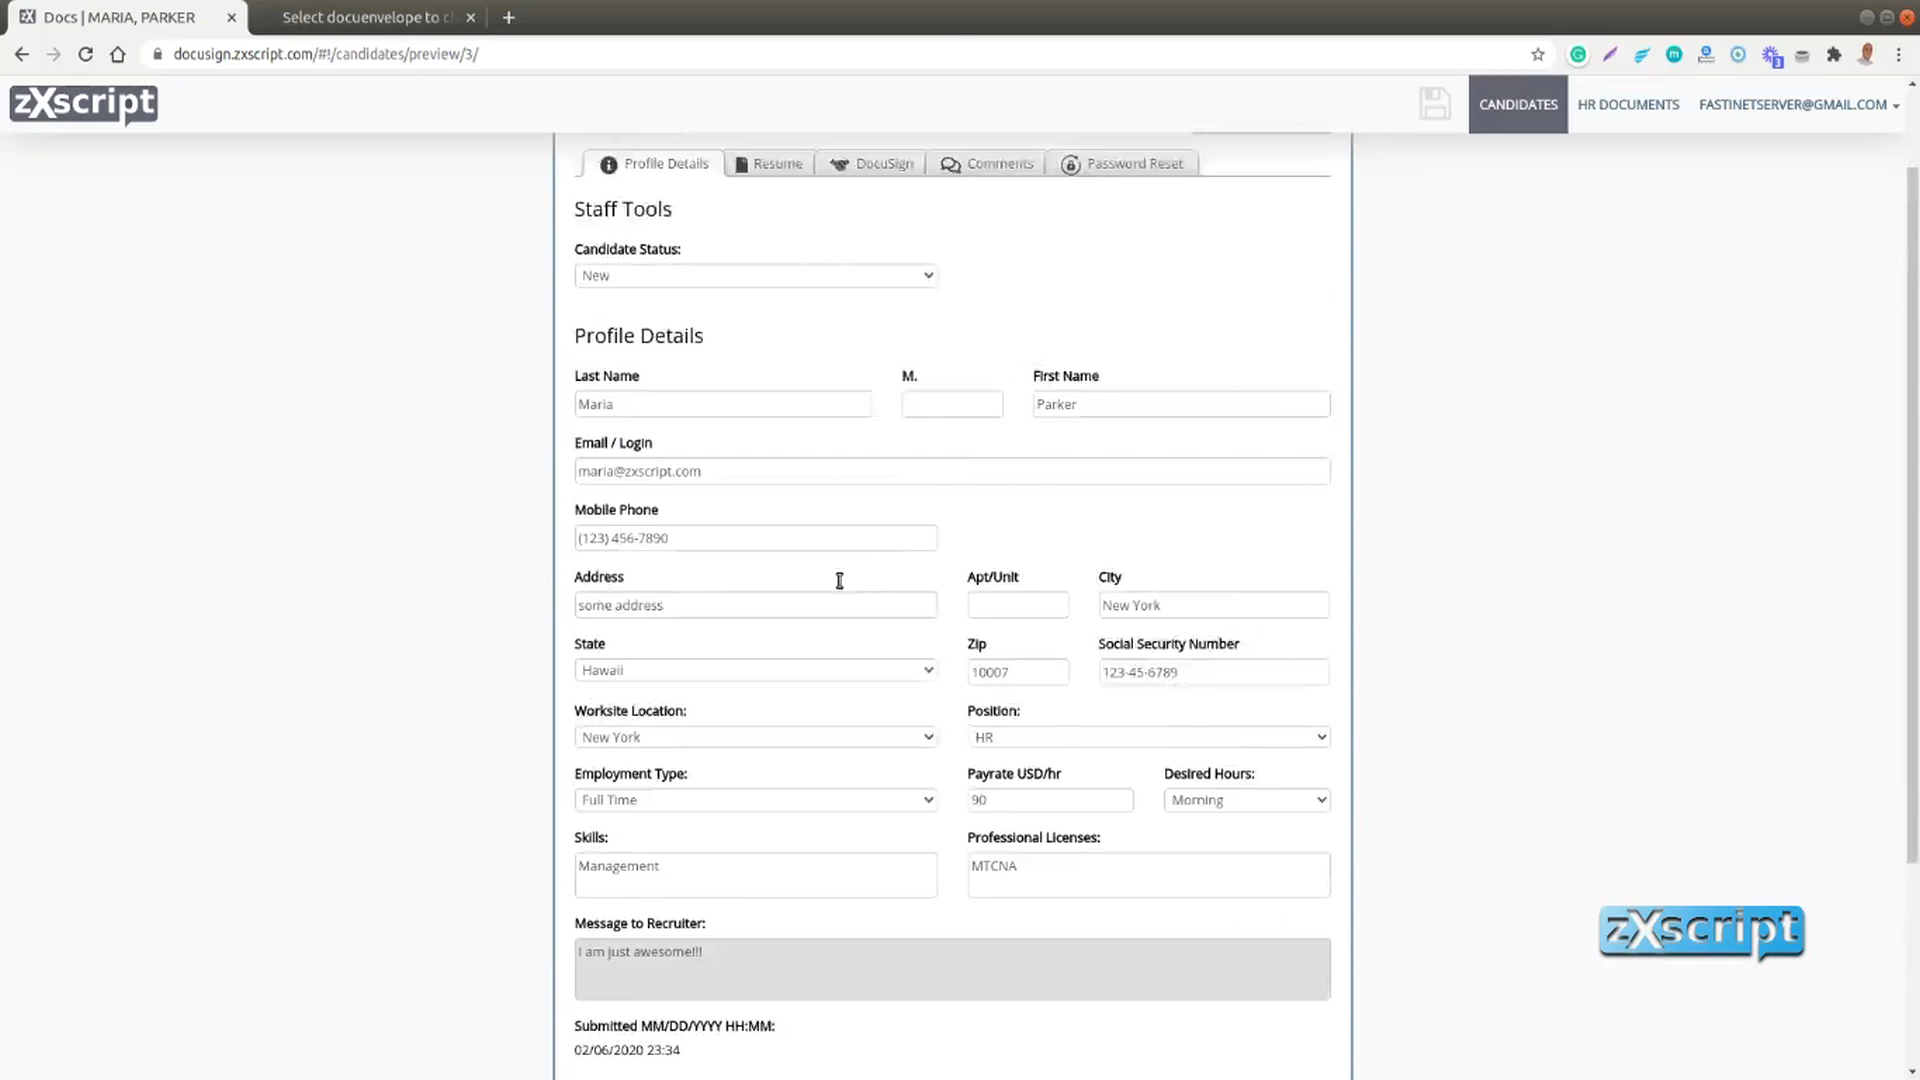 Docs | MARIA, PARKER
Select docuenvelope to
docusign.zxscript.com/#!/candidates/preview/3/
zXscript
CANDIDATES
HR DOCUMENTS
FASTINETSERVER@GMAIL.COM
Profile Details
Resume
DocuSign
Comments
Password Reset
Staff Tools
Candidate Status:
New
Profile Details
Last Name M. First Name
Maria Parker
Email / Login
maria@zxscript.com
Mobile Phone
(123) 456-7890
Address Apt/Unit City
some address New York
State Zip Social Security Number
Hawaii 10007 123-45-6789
Worksite Location: Position:
New York HR
Employment Type: Payrate USD/hr Desired Hours:
Full Time 90 Morning
Skills: Professional Licenses:
Management MTCNA
Message to Recruiter:
I am just awesome!!!
Submitted MM/DD/YYYY HH:MM:
02/06/2020 23:34
zXscript